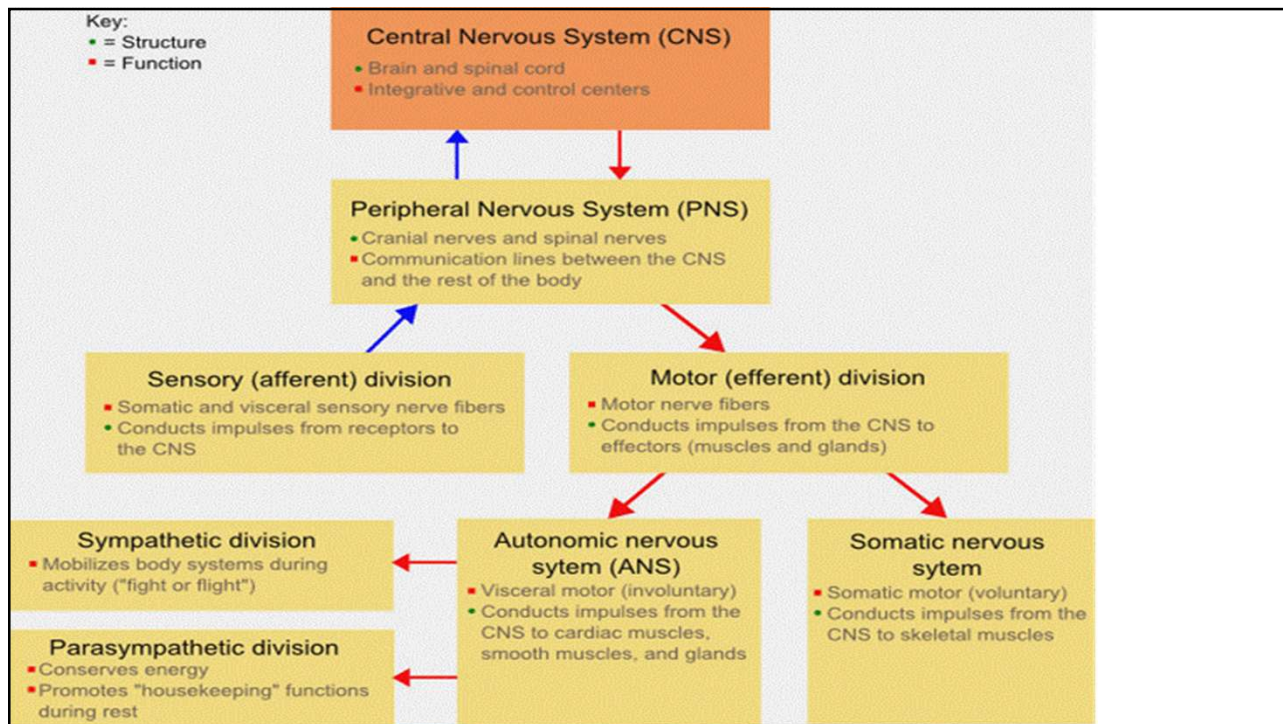 Key:
• = Structure
▪ = Function
Central Nervous System (CNS)
• Brain and spinal cord
▪ Integrative and control centers
Peripheral Nervous System (PNS)
• Cranial nerves and spinal nerves
▪ Communication lines between the CNS
and the rest of the body
Sensory (afferent) division
▪ Somatic and visceral sensory nerve fibers
• Conducts impulses from receptors to
the CNS
Motor (efferent) division
▪ Motor nerve fibers
• Conducts impulses from the CNS to
effectors (muscles and glands)
Sympathetic division
▪ Mobilizes body systems during
activity ("fight or flight")
Parasympathetic division
▪ Conserves energy
▪ Promotes "housekeeping" functions
during rest
Autonomic nervous
sytem (ANS)
▪ Visceral motor (involuntary)
• Conducts impulses from the
CNS to cardiac muscles,
smooth muscles, and glands
Somatic nervous
sytem
▪ Somatic motor (voluntary)
• Conducts impulses from the
CNS to skeletal muscles